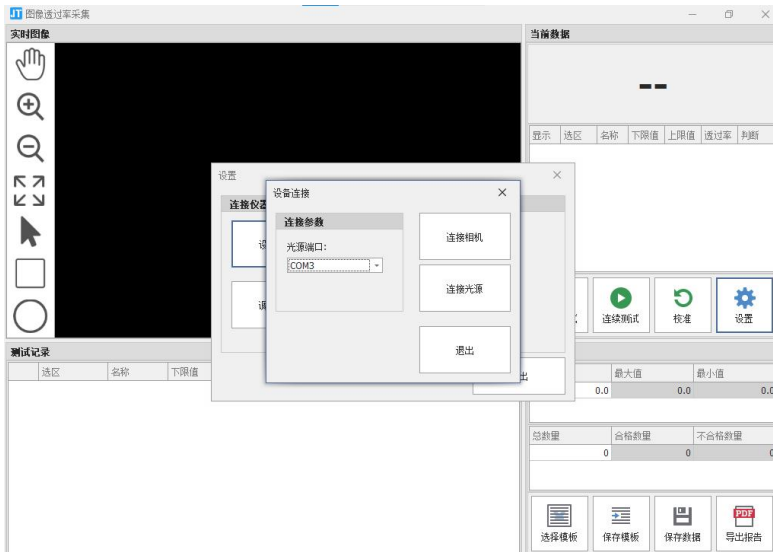 JT 图像透过率采集
实时图像
当前数据
--
显示 选区 名称 下限值 上限值 透过率 判断
设置
连接仪器
设备连接
连接参数
光源端口:
COM3
连接相机
连接光源
退出
连续测试
校准
设置
测试记录
选区 名称 下限值
最大值 最小值
0.0 0.0 0.0
总数量 合格数量 不合格数量
0 0 0
选择模板
保存模板
保存数据
PDF
导出报告